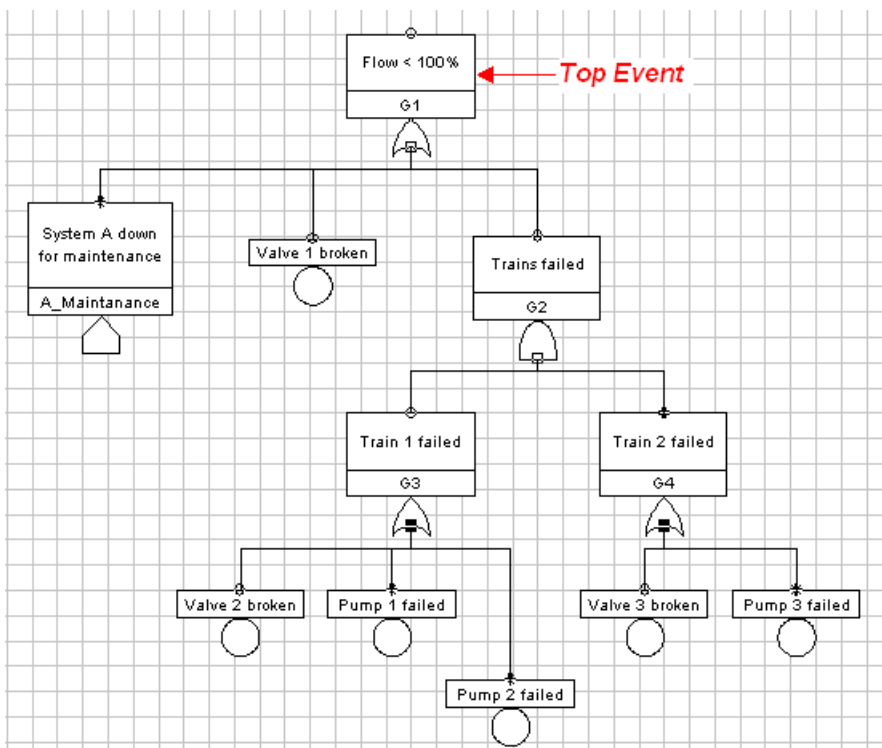 Flow < 100%
Top Event
G1
System A down
for maintenance
A_Maintanance
Valve 1 broken
Trains failed
G2
Train 1 failed
G3
Train 2 failed
G4
Valve 2 broken
Pump 1 failed
Valve 3 broken
Pump 3 failed
Pump 2 failed